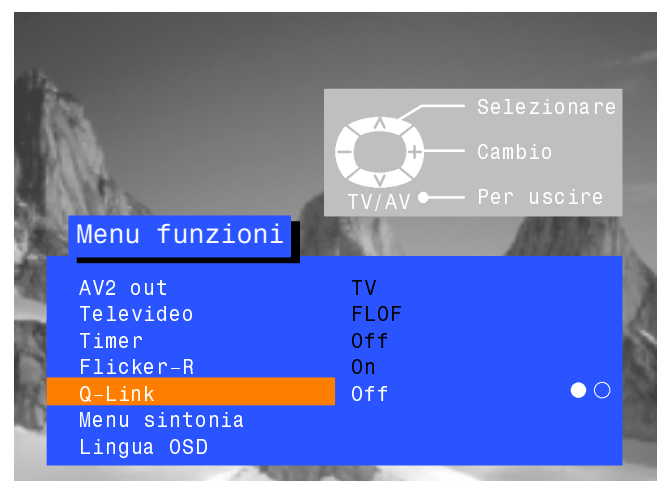 Selezionare
Cambio
TV/AV Per uscire
Menu funzioni
AV2 out TV
Televideo FLOF
Timer Off
Flicker-R On
Q-Link Off
Menu sintonia
Lingua OSD